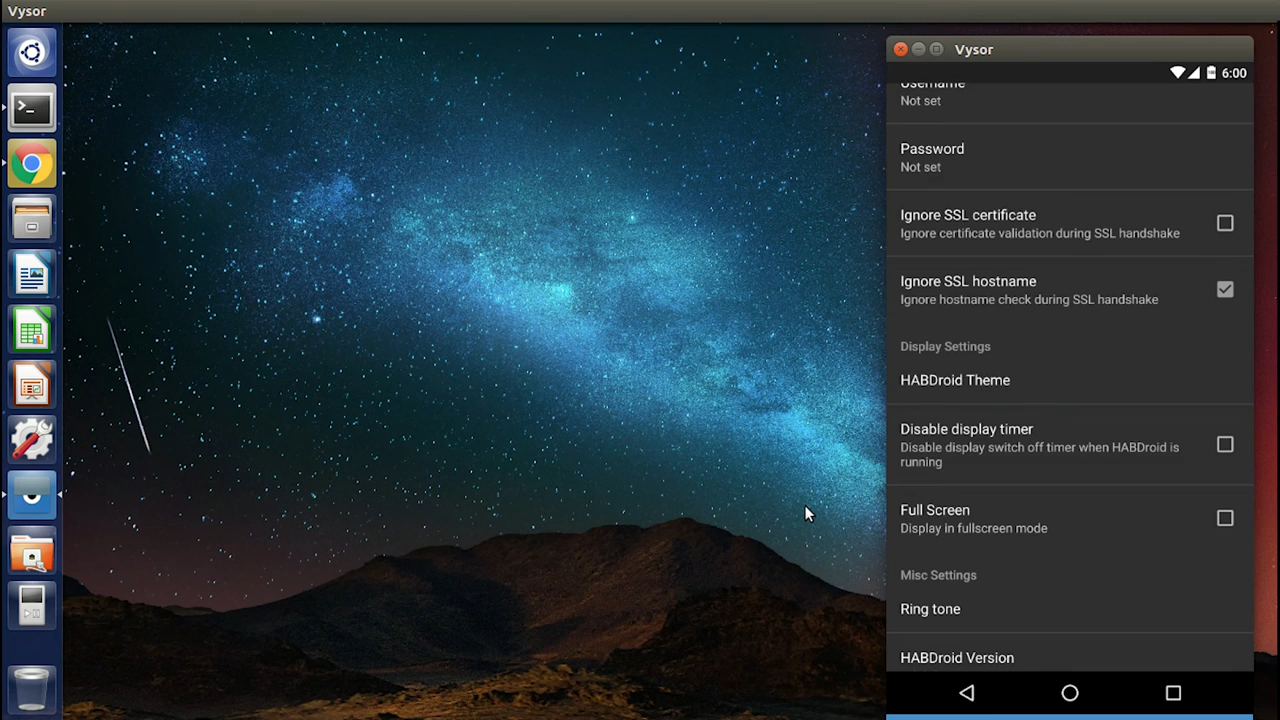 Vysor
Vysor
6:00
Username
Not set
Password
Not set
Ignore SSL certificate
Ignore certificate validation during SSL handshake
Ignore SSL hostname
Ignore hostname check during SSL handshake
Display Settings
HABDroid Theme
Disable display timer
Disable display switch off timer when HABDroid is
running
Full Screen
Display in fullscreen mode
Misc Settings
Ring tone
HABDroid Version